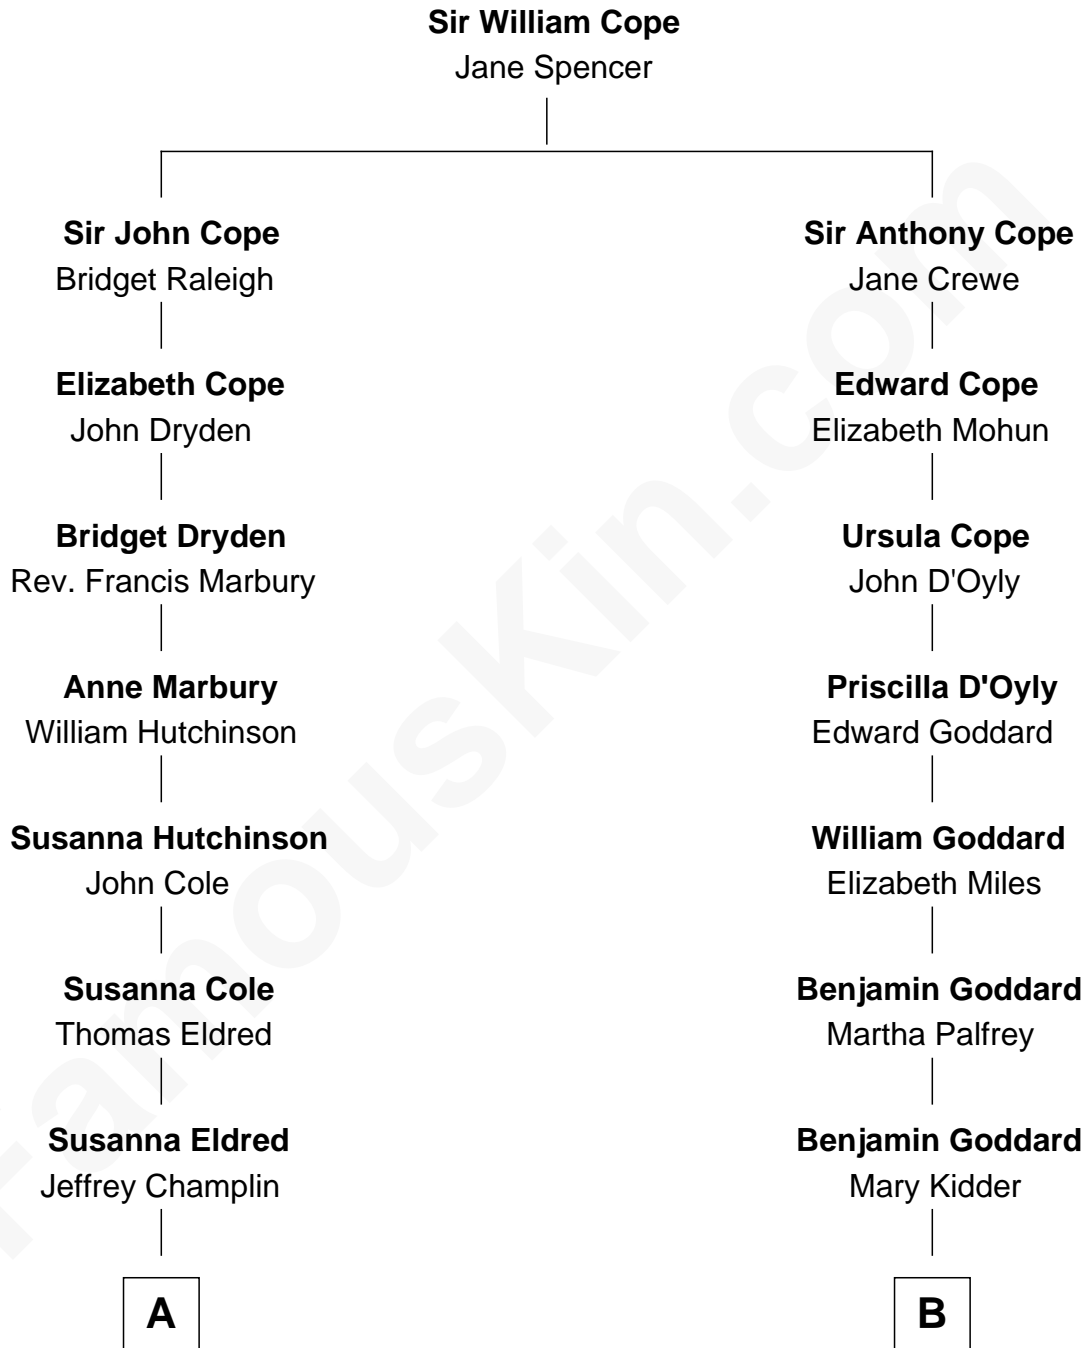 Sir William Cope
Jane Spencer
Sir John Cope
Bridget Raleigh
Elizabeth Cope
John Dryden
Bridget Dryden
Rev. Francis Marbury
Anne Marbury
William Hutchinson
Susanna Hutchinson
John Cole
Susanna Cole
Thomas Eldred
Susanna Eldred
Jeffrey Champlin
A
Sir Anthony Cope
Jane Crewe
Edward Cope
Elizabeth Mohun
Ursula Cope
John D'Oyly
Priscilla D'Oyly
Edward Goddard
William Goddard
Elizabeth Miles
Benjamin Goddard
Martha Palfrey
Benjamin Goddard
Mary Kidder
B
FamousKin.com